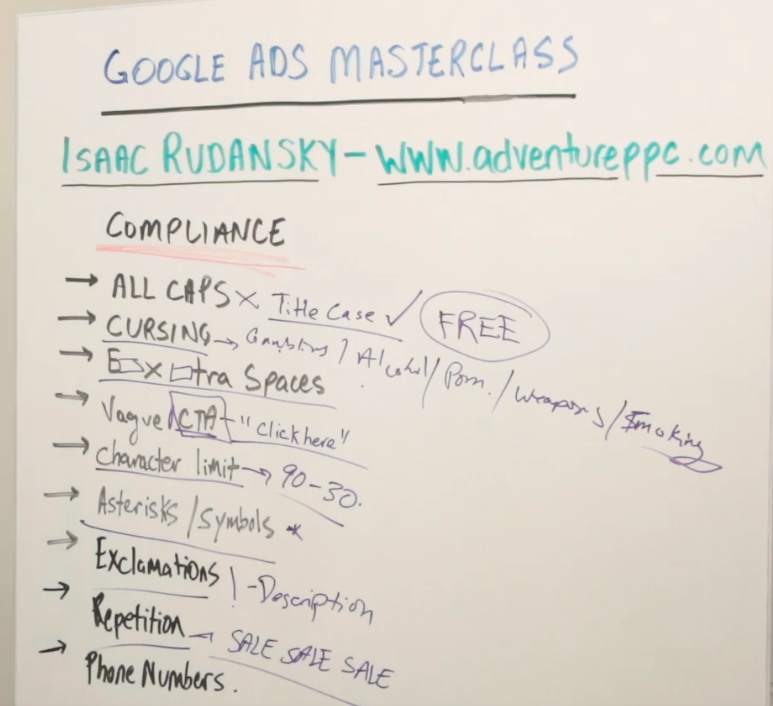 GOOGLE ADS MASTERCLASS
ISAAC RUDANSKY - WWW.adventureppc.com
COMPLIANCE
→ ALL CAPS × Title Case ✓ FREE
→ CURSING → Gambling / Alcohol / Porn. / Weapons / Smoking
→ E x tra Spaces
→ Vague CTA - "Click here"
→ Character limit → 90-30.
→ Asterisks / Symbols *
→ Exclamations ! - Description
→ Repetition → SALE SALE SALE
→ Phone Numbers.